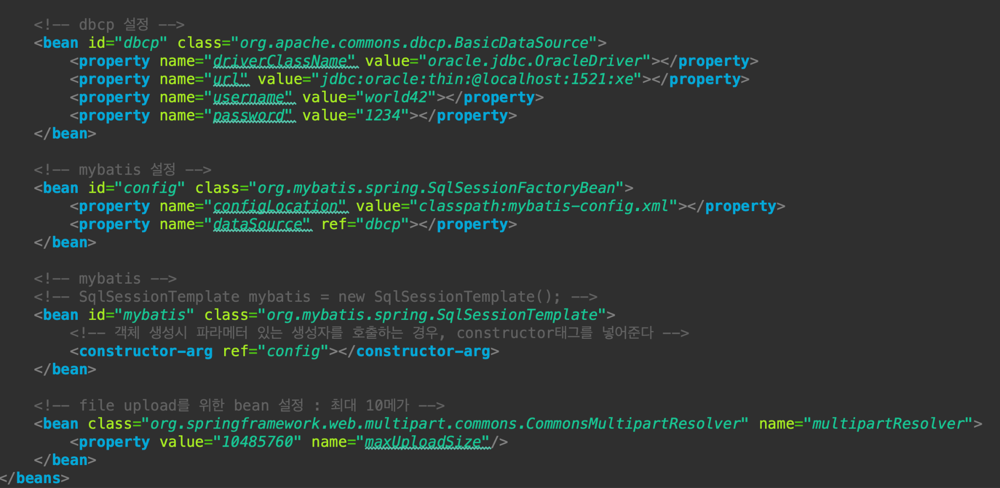 <!-- dbcp 설정 -->
<bean id="dbcp" class="org.apache.commons.dbcp.BasicDataSource">
<property name="driverClassName" value="oracle.jdbc.OracleDriver"></property>
<property name="url" value="jdbc:oracle:thin:@localhost:1521:xe"></property>
<property name="username" value="world42"></property>
<property name="password" value="1234"></property>
</bean>
<!-- mybatis 설정 -->
<bean id="config" class="org.mybatis.spring.SqlSessionFactoryBean">
<property name="configLocation" value="classpath:mybatis-config.xml"></property>
<property name="dataSource" ref="dbcp"></property>
</bean>
<!-- mybatis -->
<!-- SqlSessionTemplate mybatis = new SqlSessionTemplate(); -->
<bean id="mybatis" class="org.mybatis.spring.SqlSessionTemplate">
<!-- 객체 생성시 파라메터 있는 생성자를 호출하는 경우, constructor태그를 넣어준다 -->
<constructor-arg ref="config"></constructor-arg>
</bean>
<!-- file upload를 위한 bean 설정 : 최대 10메가 -->
<bean class="org.springframework.web.multipart.commons.CommonsMultipartResolver" name="multipartResolver">
<property value="10485760" name="maxUploadSize"/>
</bean>
</beans>